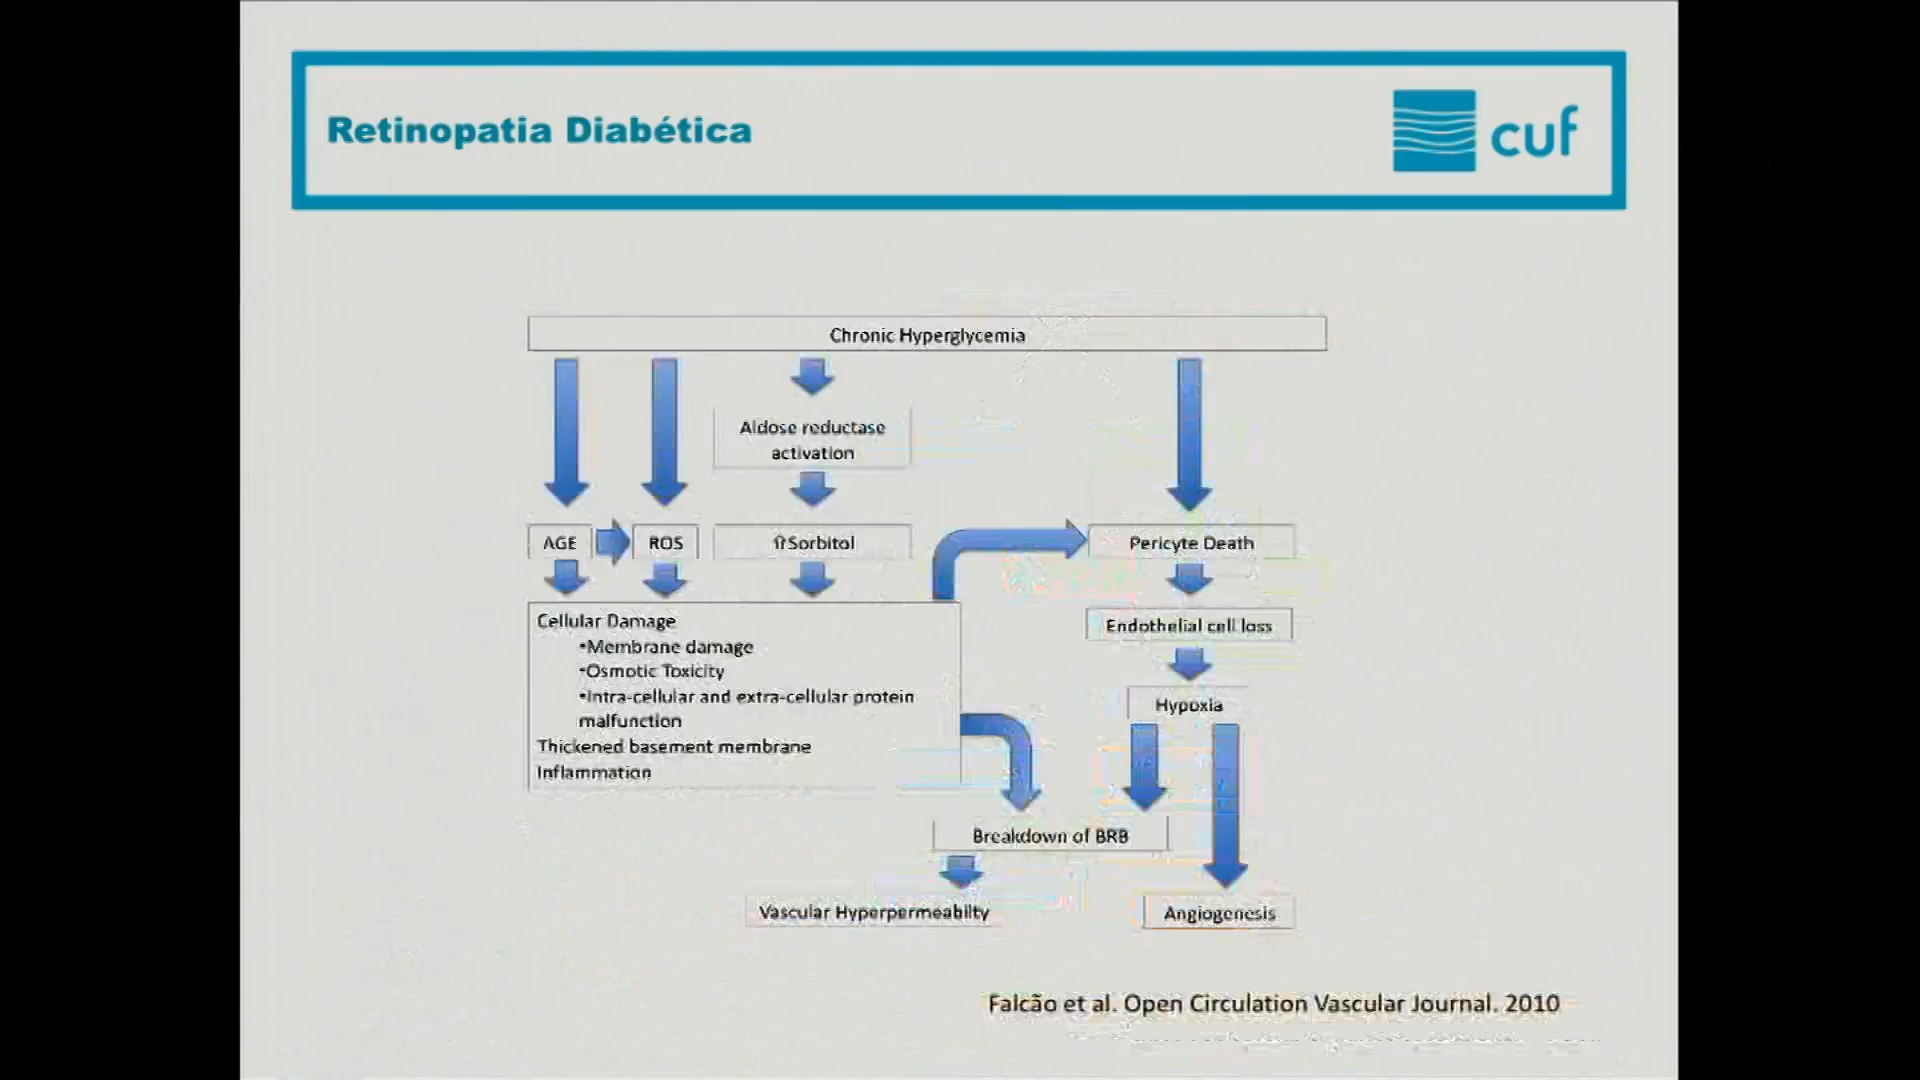 Retinopatia Diabética
cuf
Chronic Hyperglycemia
Aldose reductase
activation
AGE
ROS
⇑Sorbitol
Pericyte Death
Cellular Damage
•Membrane damage
•Osmotic Toxicity
•Intra-cellular and extra-cellular protein
malfunction
Thickened basement membrane
Inflammation
Endothelial cell loss
Hypoxia
Breakdown of BRB
Vascular Hyperpermeabilty
Angiogenesis
Falcão et al. Open Circulation Vascular Journal. 2010